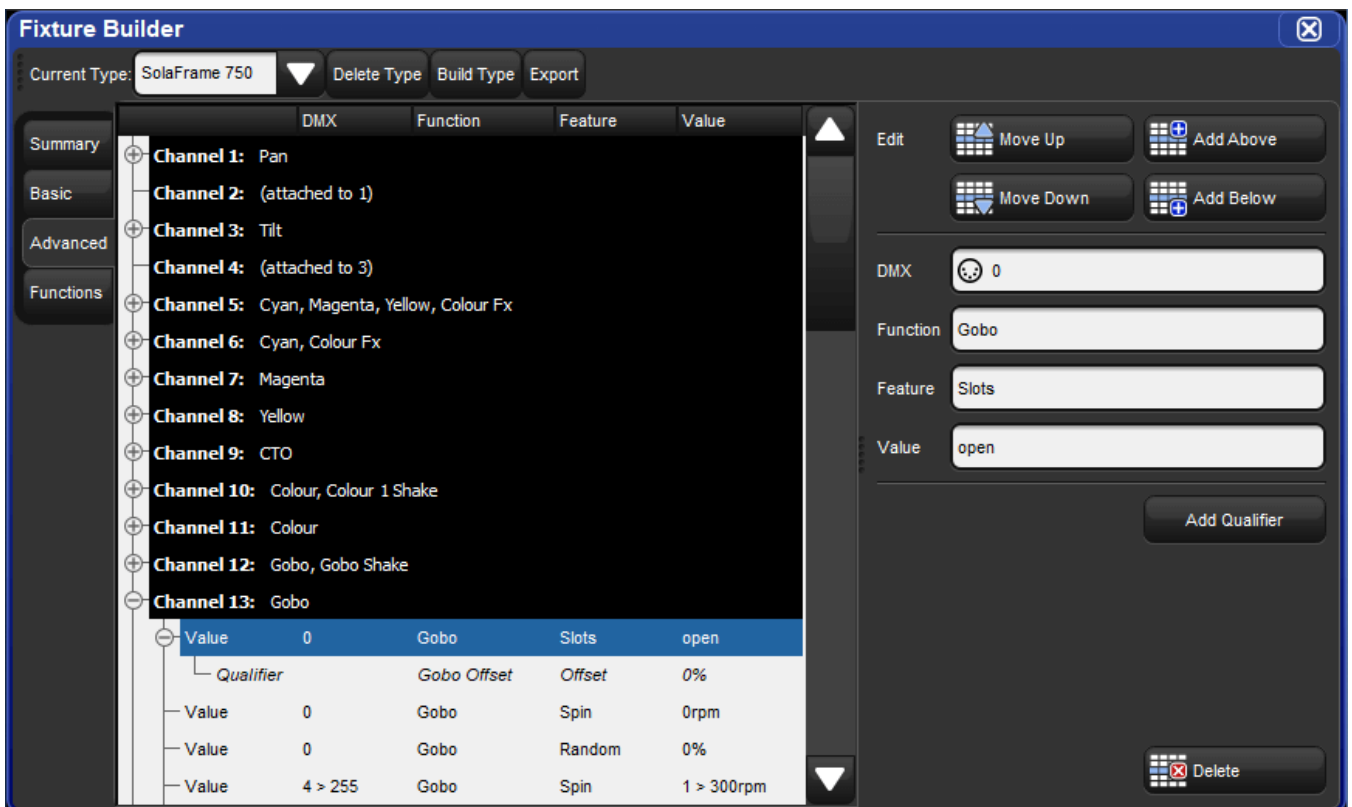 Fixture Builder
Current Type: SolaFrame 750 Delete Type Build Type Export
Summary
Basic
Advanced
Functions
DMX Function Feature Value
Channel 1: Pan
Channel 2: (attached to 1)
Channel 3: Tilt
Channel 4: (attached to 3)
Channel 5: Cyan, Magenta, Yellow, Colour Fx
Channel 6: Cyan, Colour Fx
Channel 7: Magenta
Channel 8: Yellow
Channel 9: CTO
Channel 10: Colour, Colour 1 Shake
Channel 11: Colour
Channel 12: Gobo, Gobo Shake
Channel 13: Gobo
Value 0 Gobo Slots open
Qualifier Gobo Offset Offset 0%
Value 0 Gobo Spin 0rpm
Value 0 Gobo Random 0%
Value 4 > 255 Gobo Spin 1 > 300rpm
Edit Move Up Add Above
Move Down Add Below
DMX 0
Function Gobo
Feature Slots
Value open
Add Qualifier
Delete